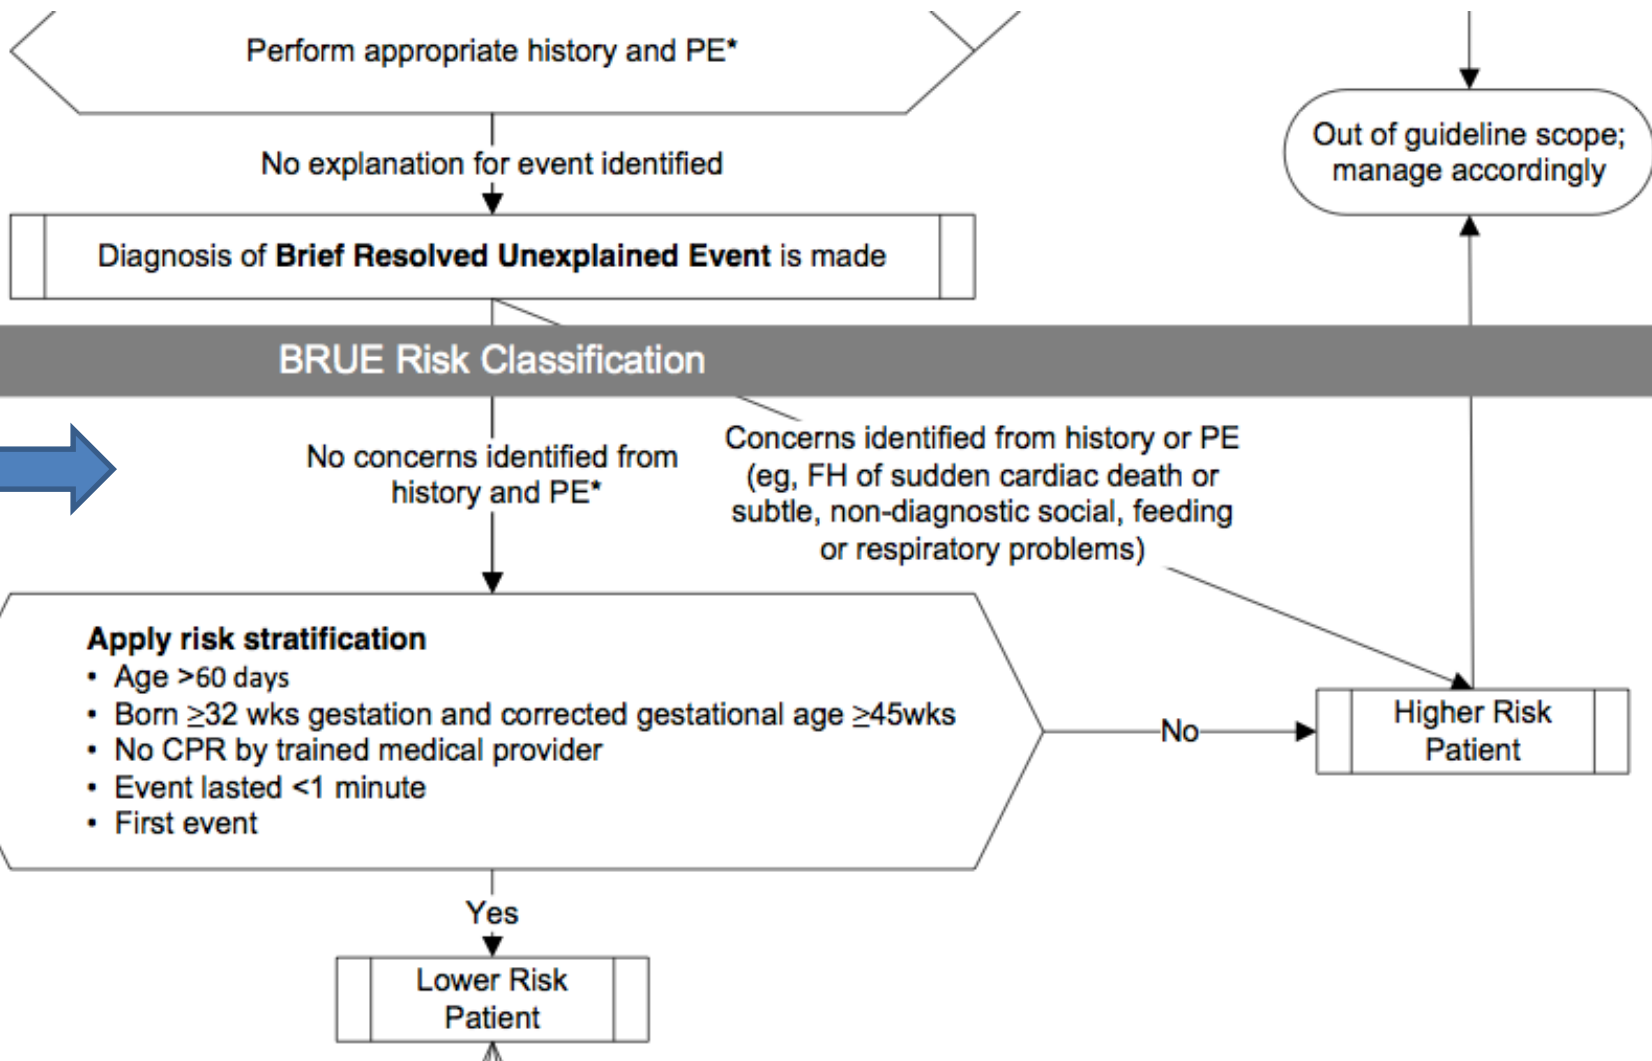 Perform appropriate history and PE*
Out of guideline scope;
manage accordingly
No explanation for event identified
Diagnosis of Brief Resolved Unexplained Event is made
BRUE Risk Classification
No concerns identified from
history and PE*
Concerns identified from history or PE
(eg, FH of sudden cardiac death or
subtle, non-diagnostic social, feeding
or respiratory problems)
Apply risk stratification
• Age >60 days
• Born ≥32 wks gestation and corrected gestational age ≥45wks
• No CPR by trained medical provider
• Event lasted <1 minute
• First event
No
Higher Risk
Patient
Yes
Lower Risk
Patient